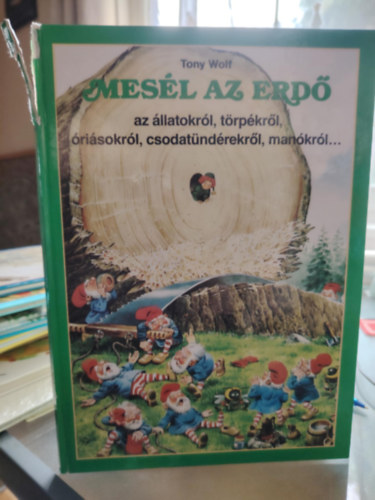 Tony Wolf
MESÉL AZ ERDŐ
az állatokról, törpékről,
óriásokról, csodatündérekről, manókról...